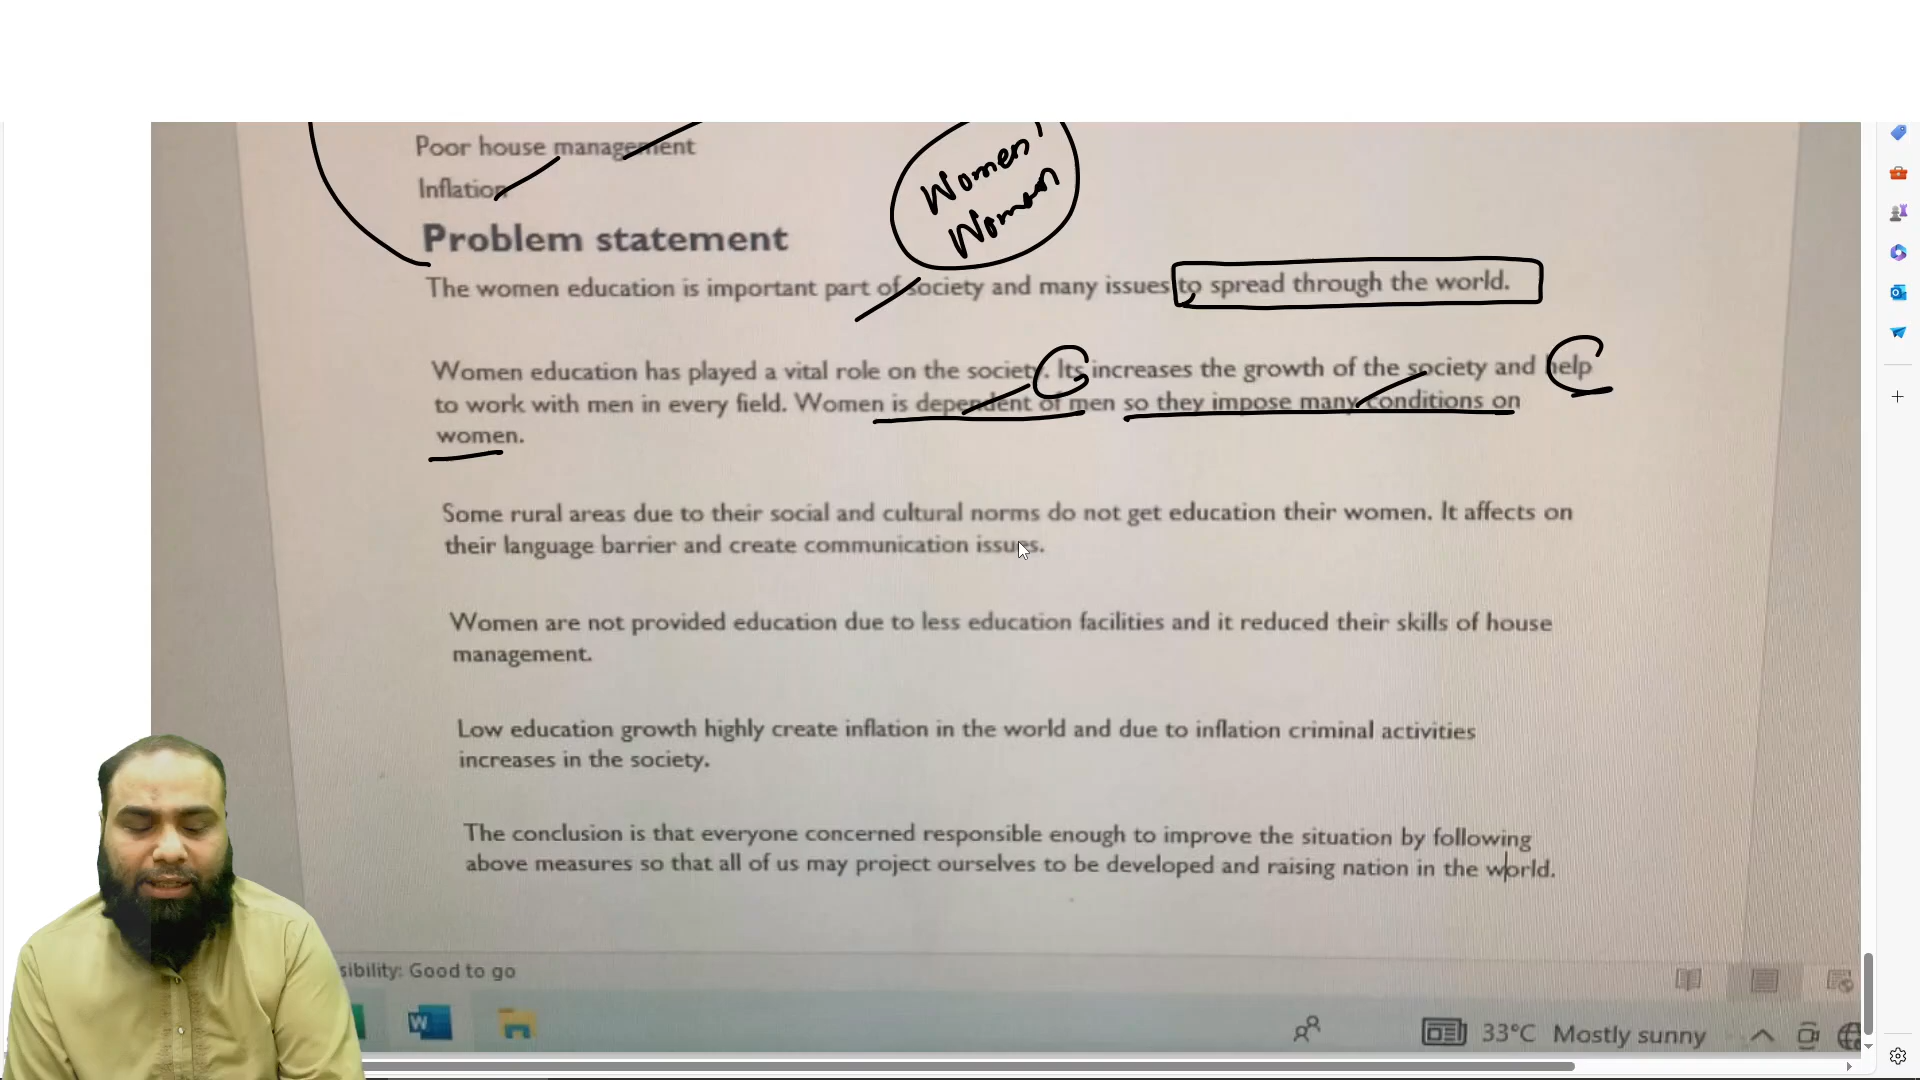 Poor house management
Inflation
Women'
Women
Problem statement
The women education is important part of society and many issues to spread through the world.
Women education has played a vital role on the society. Its increases the growth of the society and help
to work with men in every field. Women is dependent of men so they impose many conditions on
women.
Some rural areas due to their social and cultural norms do not get education their women. It affects on
their language barrier and create communication issues.
Women are not provided education due to less education facilities and it reduced their skills of house
management.
Low education growth highly create inflation in the world and due to inflation criminal activities
increases in the society.
The conclusion is that everyone concerned responsible enough to improve the situation by following
above measures so that all of us may project ourselves to be developed and raising nation in the world.
sibility: Good to go
W
33°C Mostly sunny